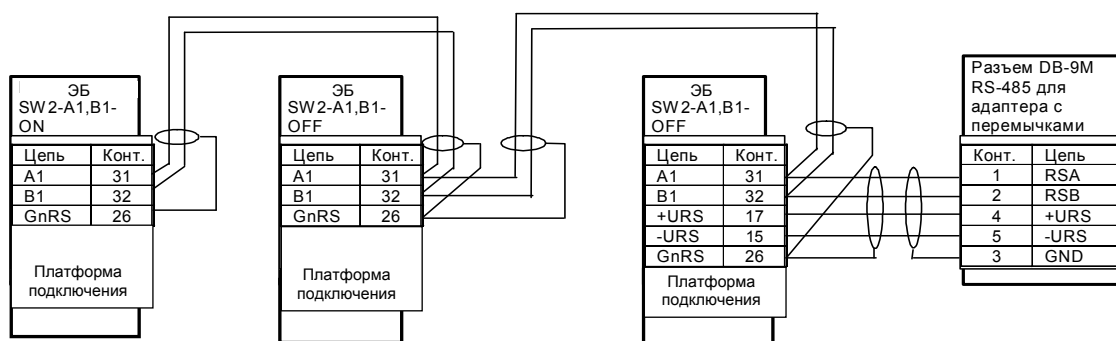 ЭБ
SW2-A1,B1-
ON
Цепь Конт.
A1 31
B1 32
GnRS 26
Платформа
подключения
ЭБ
SW2-A1,B1-
OFF
Цепь Конт.
A1 31
B1 32
GnRS 26
Платформа
подключения
ЭБ
SW2-A1,B1-
OFF
Цепь Конт.
A1 31
B1 32
+URS 17
-URS 15
GnRS 26
Платформа
подключения
Разъем DB-9M
RS-485 для
адаптера с
перемычками
Конт. Цепь
1 RSA
2 RSB
4 +URS
5 -URS
3 GND